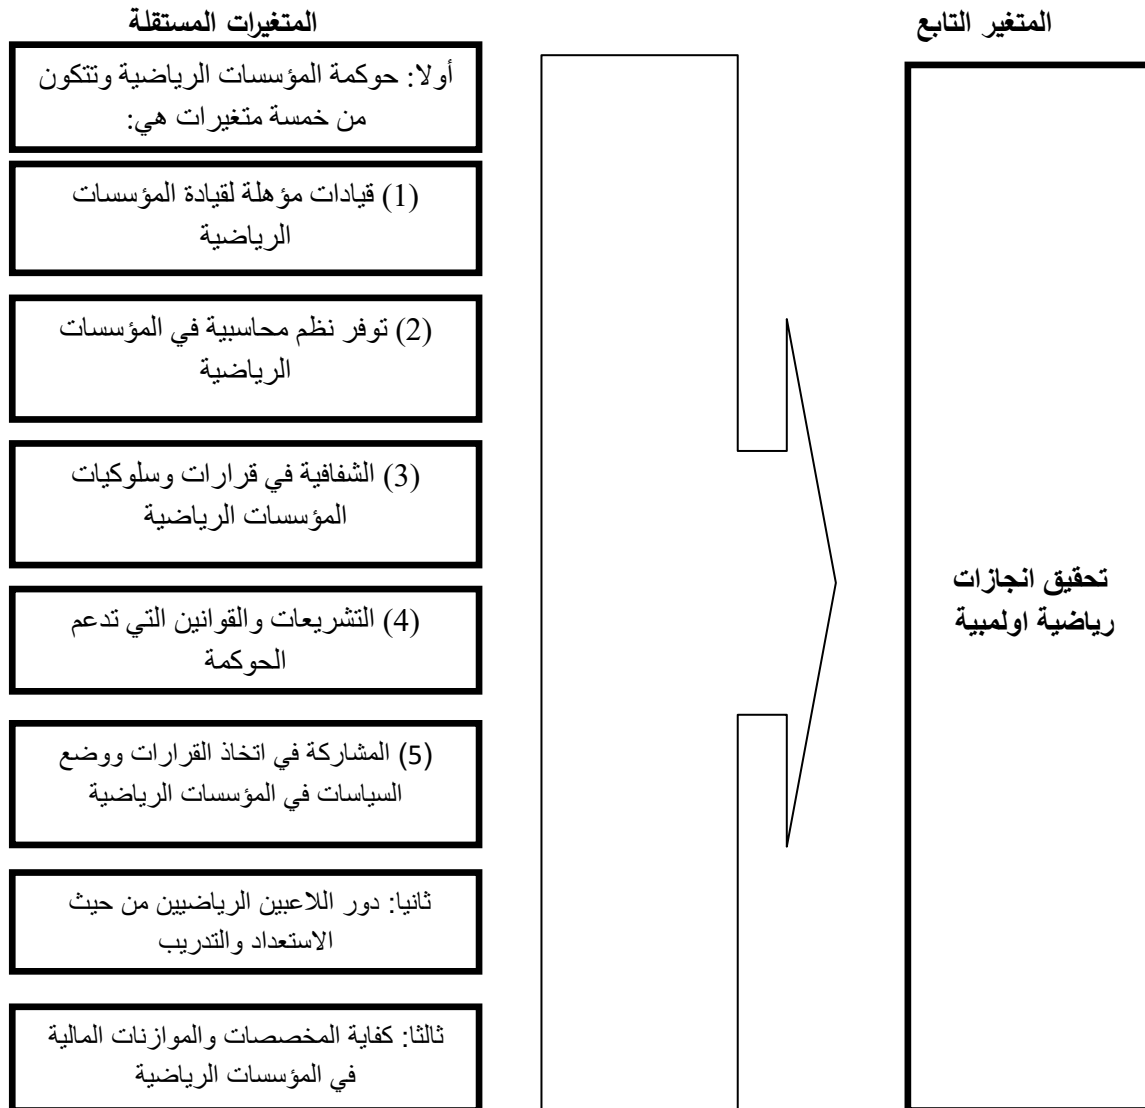 المتغيرات المستقلة
المتغير التابع
أولا: حوكمة المؤسسات الرياضية وتتكون
من خمسة متغيرات هي:
(1) قيادات مؤهلة لقيادة المؤسسات
الرياضية
(2) توفر نظم محاسبية في المؤسسات
الرياضية
(3) الشفافية في قرارات وسلوكيات
المؤسسات الرياضية
(4) التشريعات والقوانين التي تدعم
الحوكمة
(5) المشاركة في اتخاذ القرارات ووضع
السياسات في المؤسسات الرياضية
ثانيا: دور اللاعبين الرياضيين من حيث
الاستعداد والتدريب
ثالثا: كفاية المخصصات والموازنات المالية
في المؤسسات الرياضية
تحقيق انجازات
رياضية اولمبية